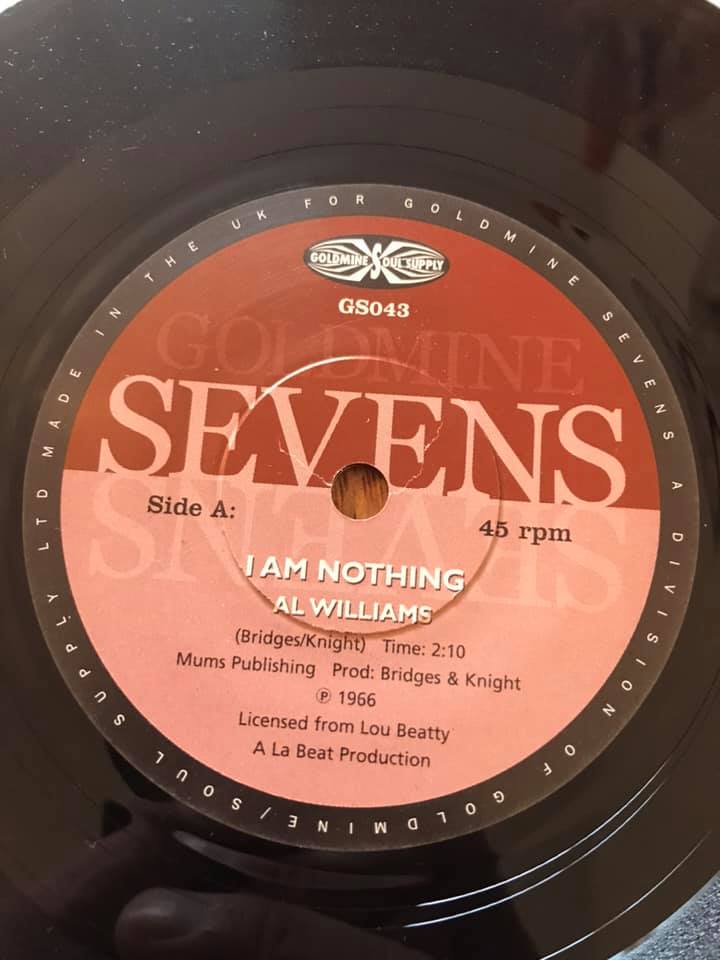 MADE IN THE UK FOR GOLDMINE SEVENS A DIVISION OF GOLDMINE/SOUL SUPPLY LTD
GOLDMINE SOUL SUPPLY
GS043
GOLDMINE
SEVENS
SEVENS
Side A:
45 rpm
I AM NOTHING
AL WILLIAMS
(Bridges/Knight) Time: 2:10
Mums Publishing Prod: Bridges & Knight
℗ 1966
Licensed from Lou Beatty
A La Beat Production